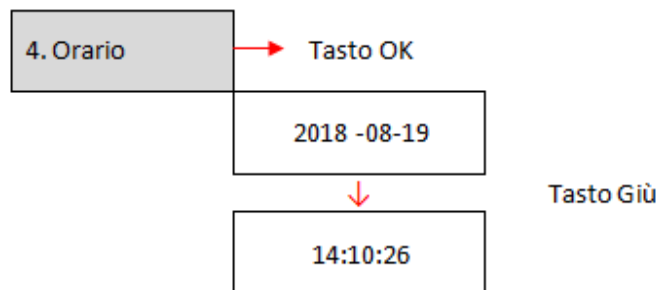 4. Orario
Tasto OK
2018 -08-19
Tasto Giù
14:10:26